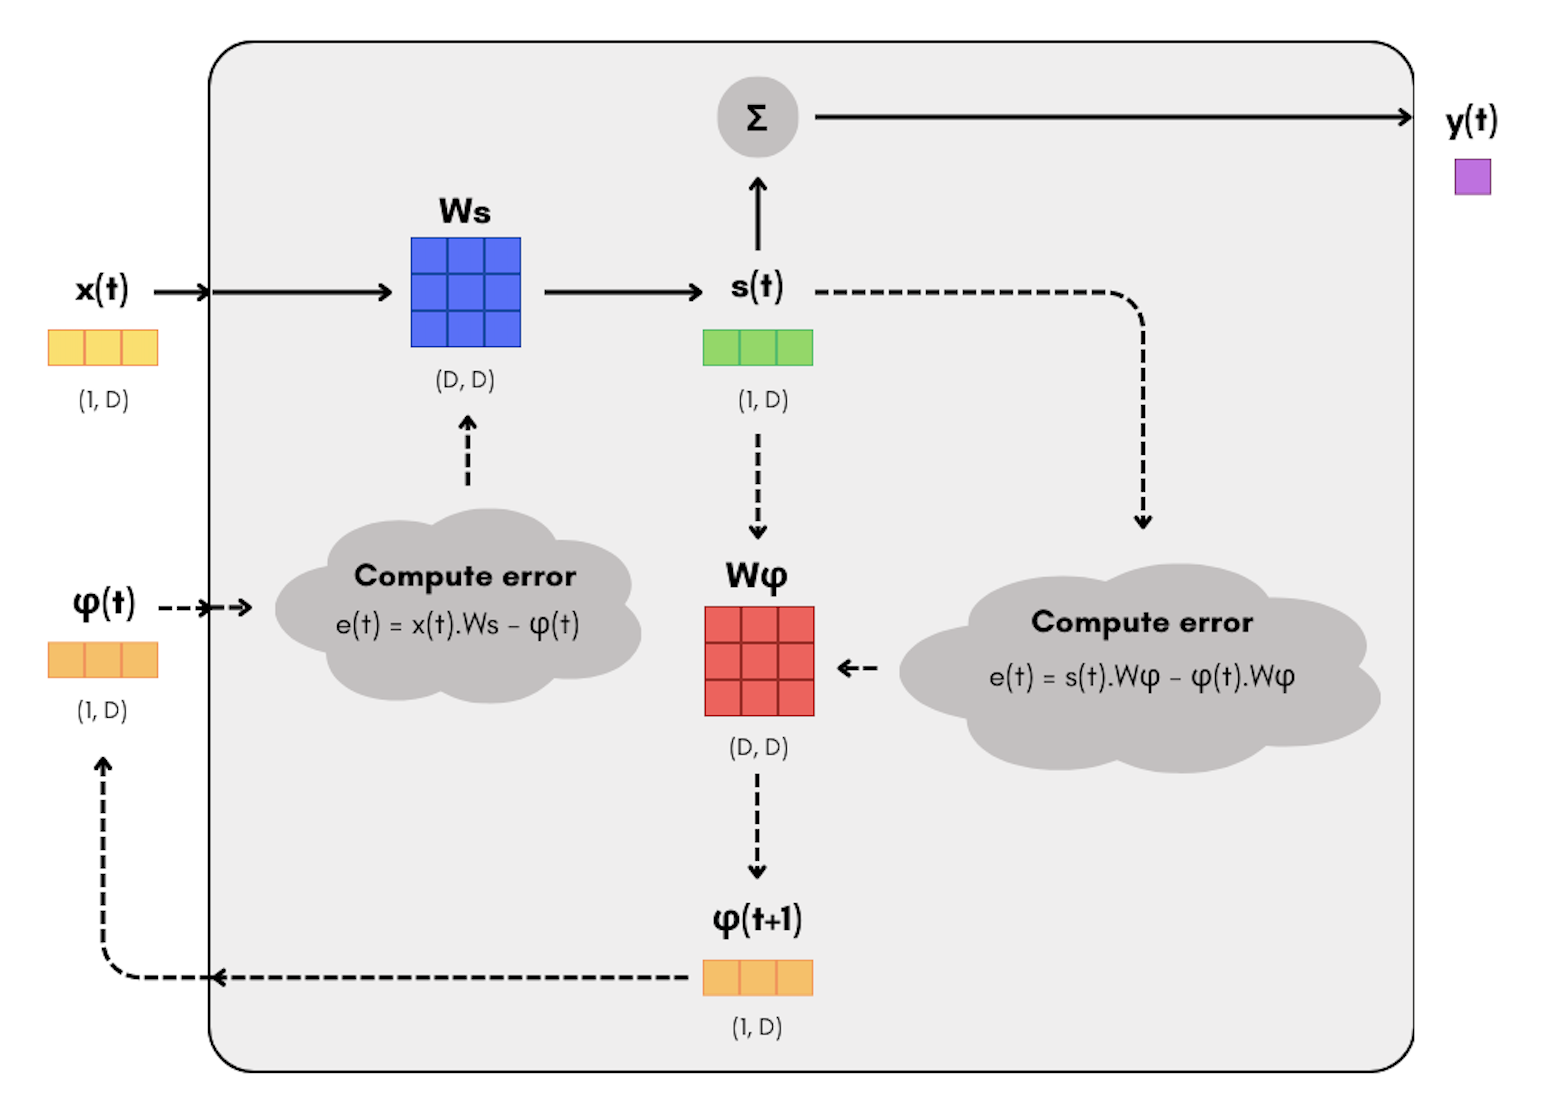 Σ
y(t)
Ws
x(t)
s(t)
(D, D)
(1, D)
(1, D)
Compute error
e(t) = x(t).Ws - φ(t)
Wφ
φ(t)
Compute error
e(t) = s(t).Wφ - φ(t).Wφ
(1, D)
(D, D)
φ(t+1)
(1, D)